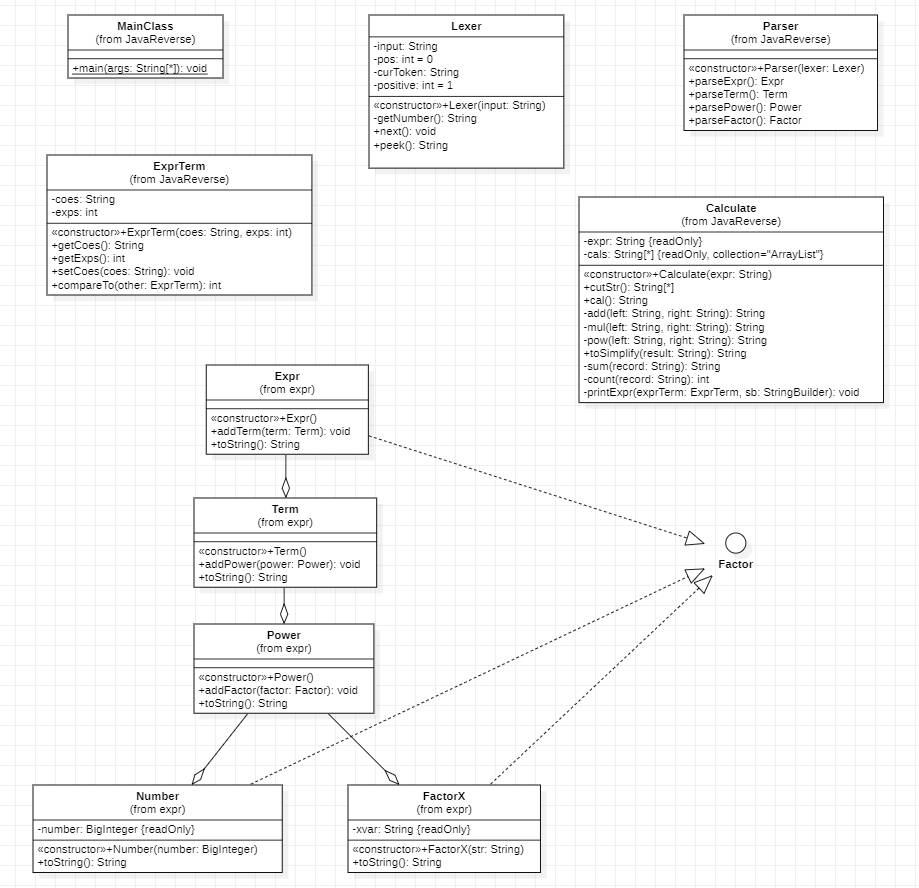 MainClass
(from JavaReverse)
+main(args: String[*]): void
Lexer
-input: String
-pos: int = 0
-curToken: String
-positive: int = 1
«constructor»+Lexer(input: String)
-getNumber(): String
+next(): void
+peek(): String
Parser
(from JavaReverse)
«constructor»+Parser(lexer: Lexer)
+parseExpr(): Expr
+parseTerm(): Term
+parsePower(): Power
+parseFactor(): Factor
ExprTerm
(from JavaReverse)
-coes: String
-exps: int
«constructor»+ExprTerm(coes: String, exps: int)
+getCoes(): String
+getExps(): int
+setCoes(coes: String): void
+compareTo(other: ExprTerm): int
Calculate
(from JavaReverse)
-expr: String {readOnly}
-cals: String[*] {readOnly, collection="ArrayList"}
«constructor»+Calculate(expr: String)
+cutStr(): String[*]
+cal(): String
-add(left: String, right: String): String
-mul(left: String, right: String): String
-pow(left: String, right: String): String
+toSimplify(result: String): String
-sum(record: String): String
-count(record: String): int
-printExpr(exprTerm: ExprTerm, sb: StringBuilder): void
Expr
(from expr)
«constructor»+Expr()
+addTerm(term: Term): void
+toString(): String
Term
(from expr)
«constructor»+Term()
+addPower(power: Power): void
+toString(): String
Factor
Power
(from expr)
«constructor»+Power()
+addFactor(factor: Factor): void
+toString(): String
Number
(from expr)
-number: BigInteger {readOnly}
«constructor»+Number(number: BigInteger)
+toString(): String
FactorX
(from expr)
-xvar: String {readOnly}
«constructor»+FactorX(str: String)
+toString(): String